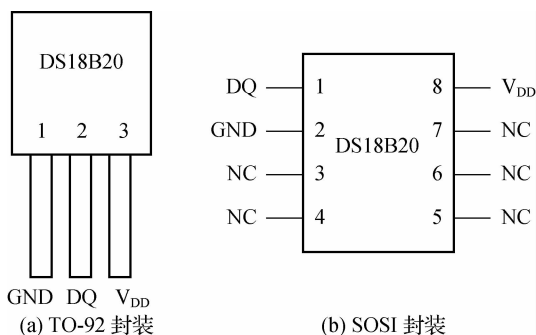 DS18B20
1 2 3
GND DQ VDD
(a) TO-92 封装
DQ 1 8 VDD
GND 2 7 NC
DS18B20
NC 3 6 NC
NC 4 5 NC
(b) SOSI 封装